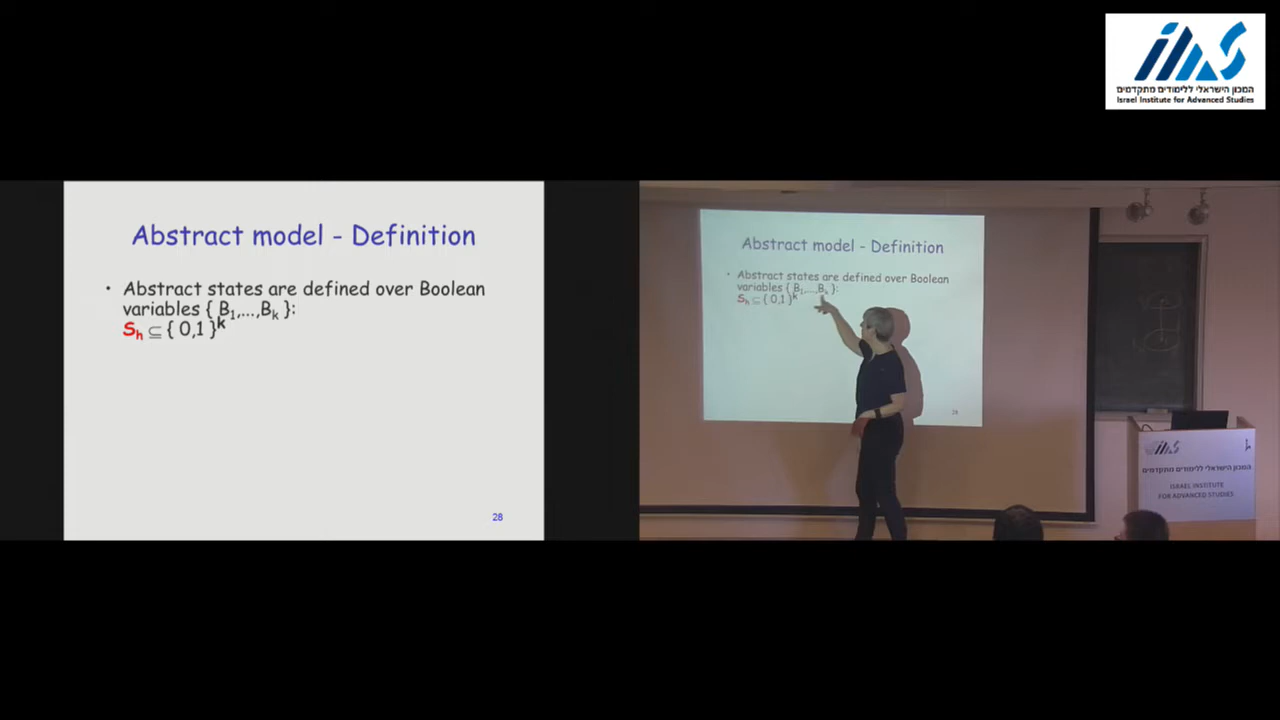 המכון הישראלי ללימודים מתקדמים
Israel Institute for Advanced Studies
Abstract model - Definition
• Abstract states are defined over Boolean
variables { B₁,...,Bₖ }:
Sₕ ⊆ { 0,1 }ᵏ
28
Abstract model - Definition
• Abstract states are defined over Boolean
variables { B₁,...,Bₖ }:
Sₕ ⊆ { 0,1 }ᵏ
28
המכון הישראלי ללימודים מתקדמים
ISRAEL INSTITUTE
FOR ADVANCED STUDIES